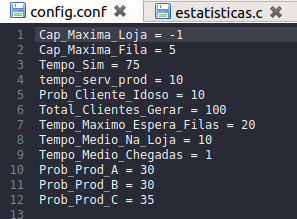 config.conf
estatisticas.c
1 Cap_Maxima_Loja = -1
2 Cap_Maxima_Fila = 5
3 Tempo_Sim = 75
4 tempo_serv_prod = 10
5 Prob_Cliente_Idoso = 10
6 Total_Clientes_Gerar = 100
7 Tempo_Maximo_Espera_Filas = 20
8 Tempo_Medio_Na_Loja = 10
9 Tempo_Medio_Chegadas = 1
10 Prob_Prod_A = 30
11 Prob_Prod_B = 30
12 Prob_Prod_C = 35
13